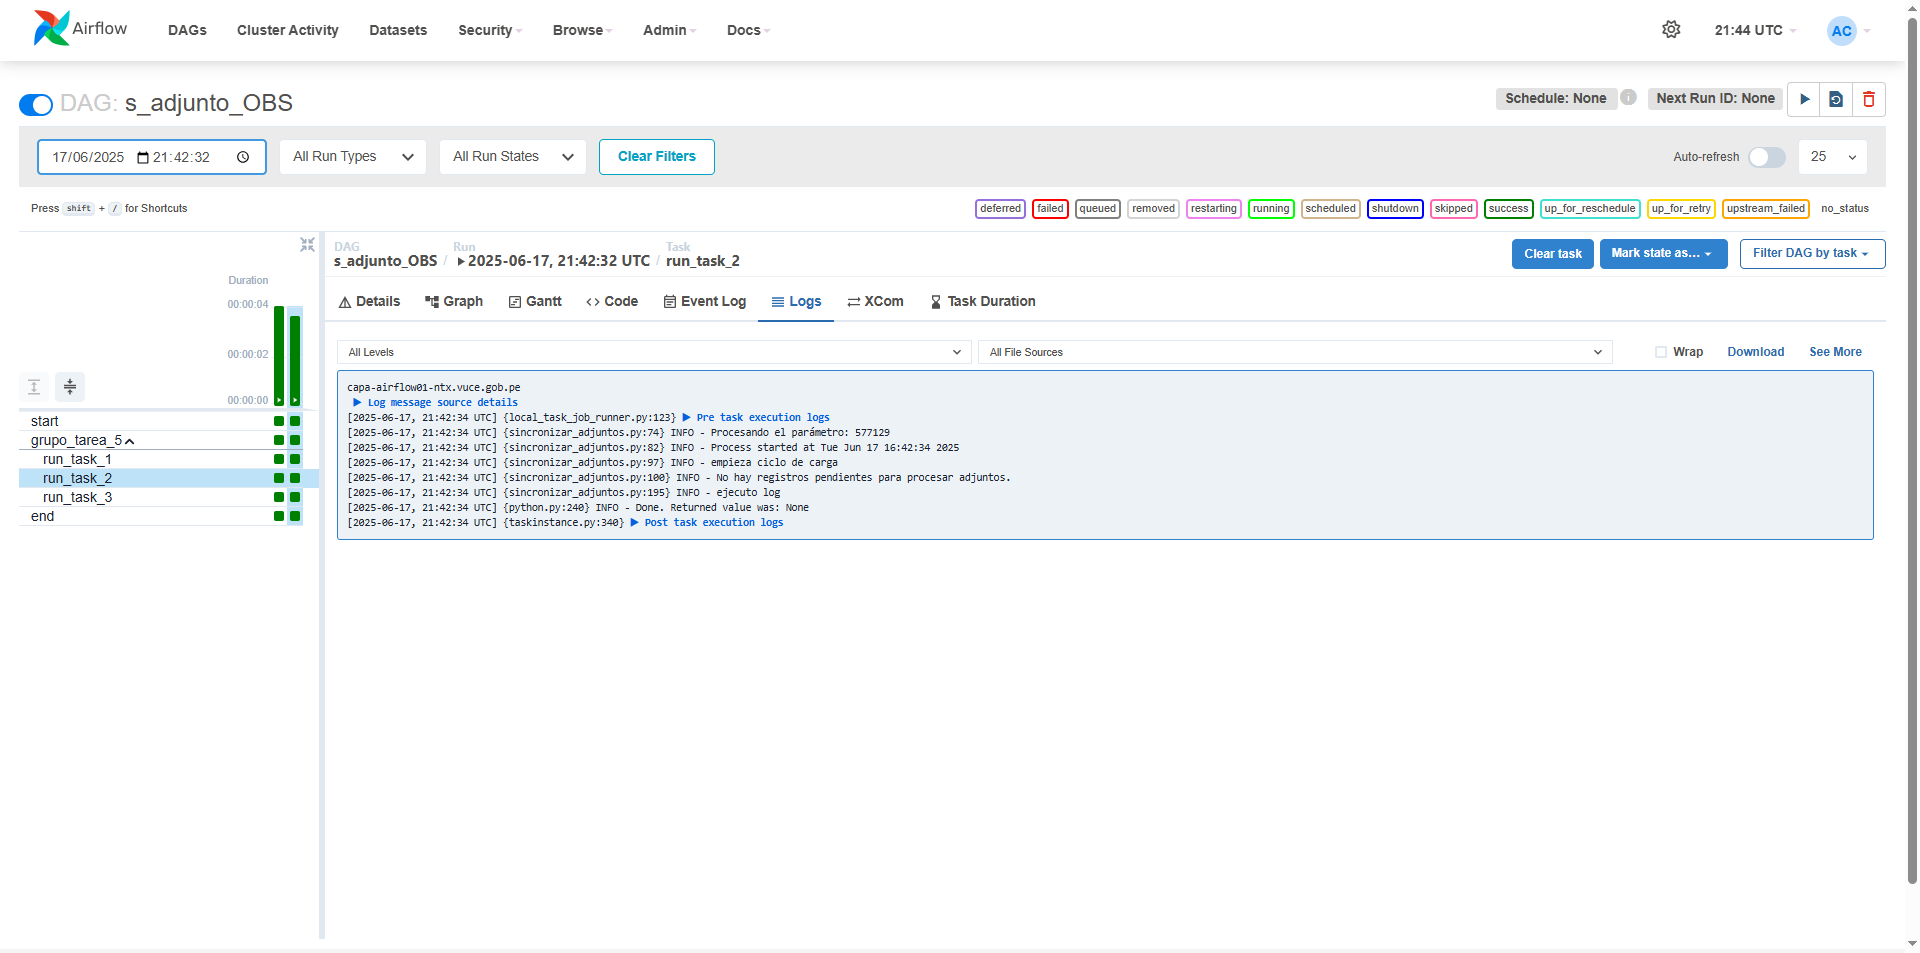 Airflow DAGs Cluster Activity Datasets Security Browse Admin Docs 21:44 UTC AC
DAG: s_adjunto_OBS Schedule: None i Next Run ID: None
17/06/2025 21:42:32 All Run Types All Run States Clear Filters Auto-refresh 25
Press shift + / for Shortcuts deferred failed queued removed restarting running scheduled shutdown skipped success up_for_reschedule up_for_retry upstream_failed no_status
DAG Run Task
s_adjunto_OBS / 2025-06-17, 21:42:32 UTC / run_task_2 Clear task Mark state as... Filter DAG by task
Duration
00:00:04
00:00:02
00:00:00
start
grupo_tarea_5
run_task_1
run_task_2
run_task_3
end
Details Graph Gantt Code Event Log Logs XCom Task Duration
All Levels All File Sources Wrap Download See More
capa-airflow01-ntx.vuce.gob.pe
▶ Log message source details
[2025-06-17, 21:42:34 UTC] {local_task_job_runner.py:123} ▶ Pre task execution logs
[2025-06-17, 21:42:34 UTC] {sincronizar_adjuntos.py:74} INFO - Procesando el parámetro: 577129
[2025-06-17, 21:42:34 UTC] {sincronizar_adjuntos.py:82} INFO - Process started at Tue Jun 17 16:42:34 2025
[2025-06-17, 21:42:34 UTC] {sincronizar_adjuntos.py:97} INFO - empieza ciclo de carga
[2025-06-17, 21:42:34 UTC] {sincronizar_adjuntos.py:100} INFO - No hay registros pendientes para procesar adjuntos.
[2025-06-17, 21:42:34 UTC] {sincronizar_adjuntos.py:195} INFO - ejecuto log
[2025-06-17, 21:42:34 UTC] {python.py:240} INFO - Done. Returned value was: None
[2025-06-17, 21:42:34 UTC] {taskinstance.py:340} ▶ Post task execution logs